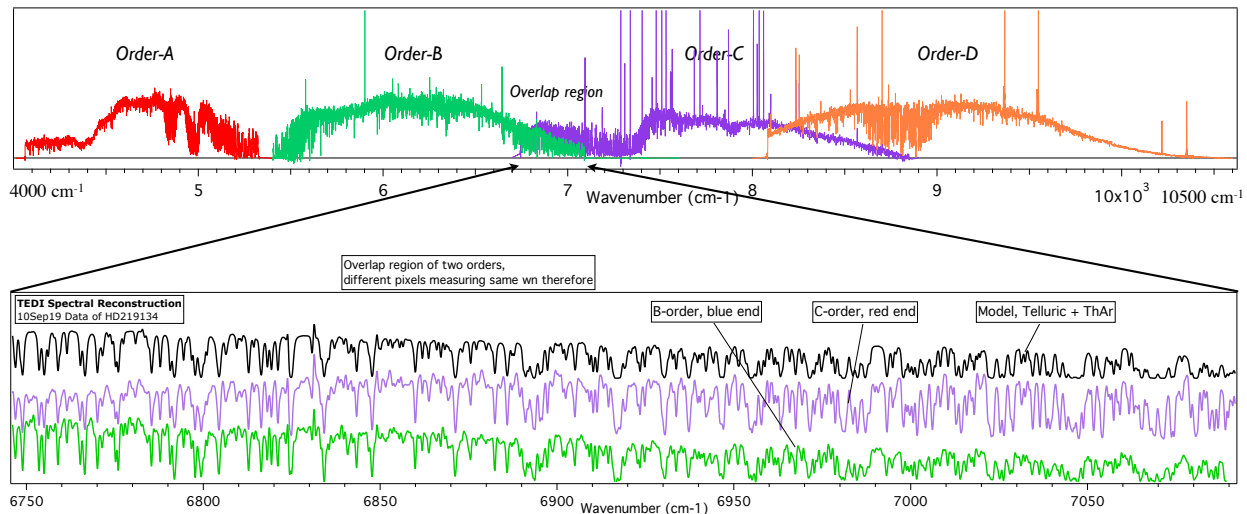 Order-A
Order-B
Order-C
Order-D
Overlap region
4000 cm-1
5
6
7
8
9
10x10³
10500 cm-1
Wavenumber (cm-1)
Overlap region of two orders,
different pixels measuring same wn therefore
TEDI Spectral Reconstruction
10Sep19 Data of HD219134
B-order, blue end
C-order, red end
Model, Telluric + ThAr
6750
6800
6850
6900
6950
7000
7050
Wavenumber (cm-1)